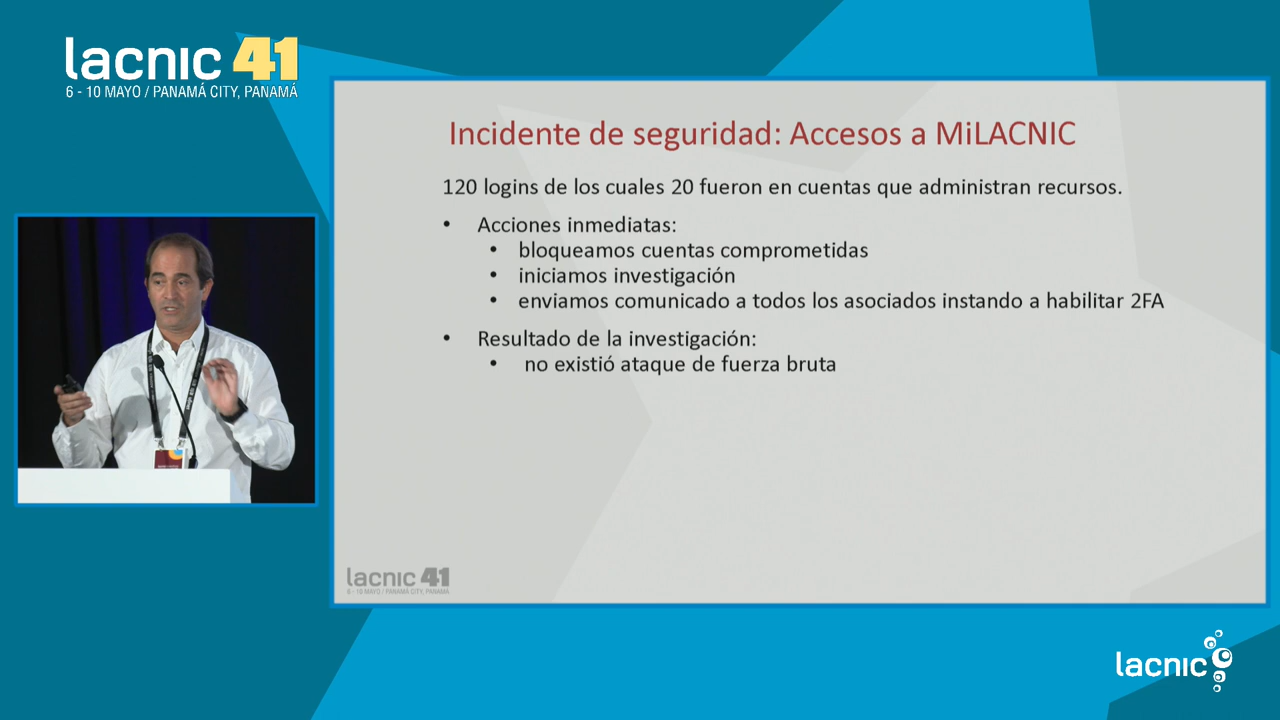 lacnic 41
6 - 10 MAYO / PANAMÁ CITY, PANAMÁ
Incidente de seguridad: Accesos a MiLACNIC
120 logins de los cuales 20 fueron en cuentas que administran recursos.
• Acciones inmediatas:
• bloqueamos cuentas comprometidas
• iniciamos investigación
• enviamos comunicado a todos los asociados instando a habilitar 2FA
• Resultado de la investigación:
• no existió ataque de fuerza bruta
lacnic 41
6 - 10 MAYO / PANAMÁ CITY, PANAMÁ
lacnic